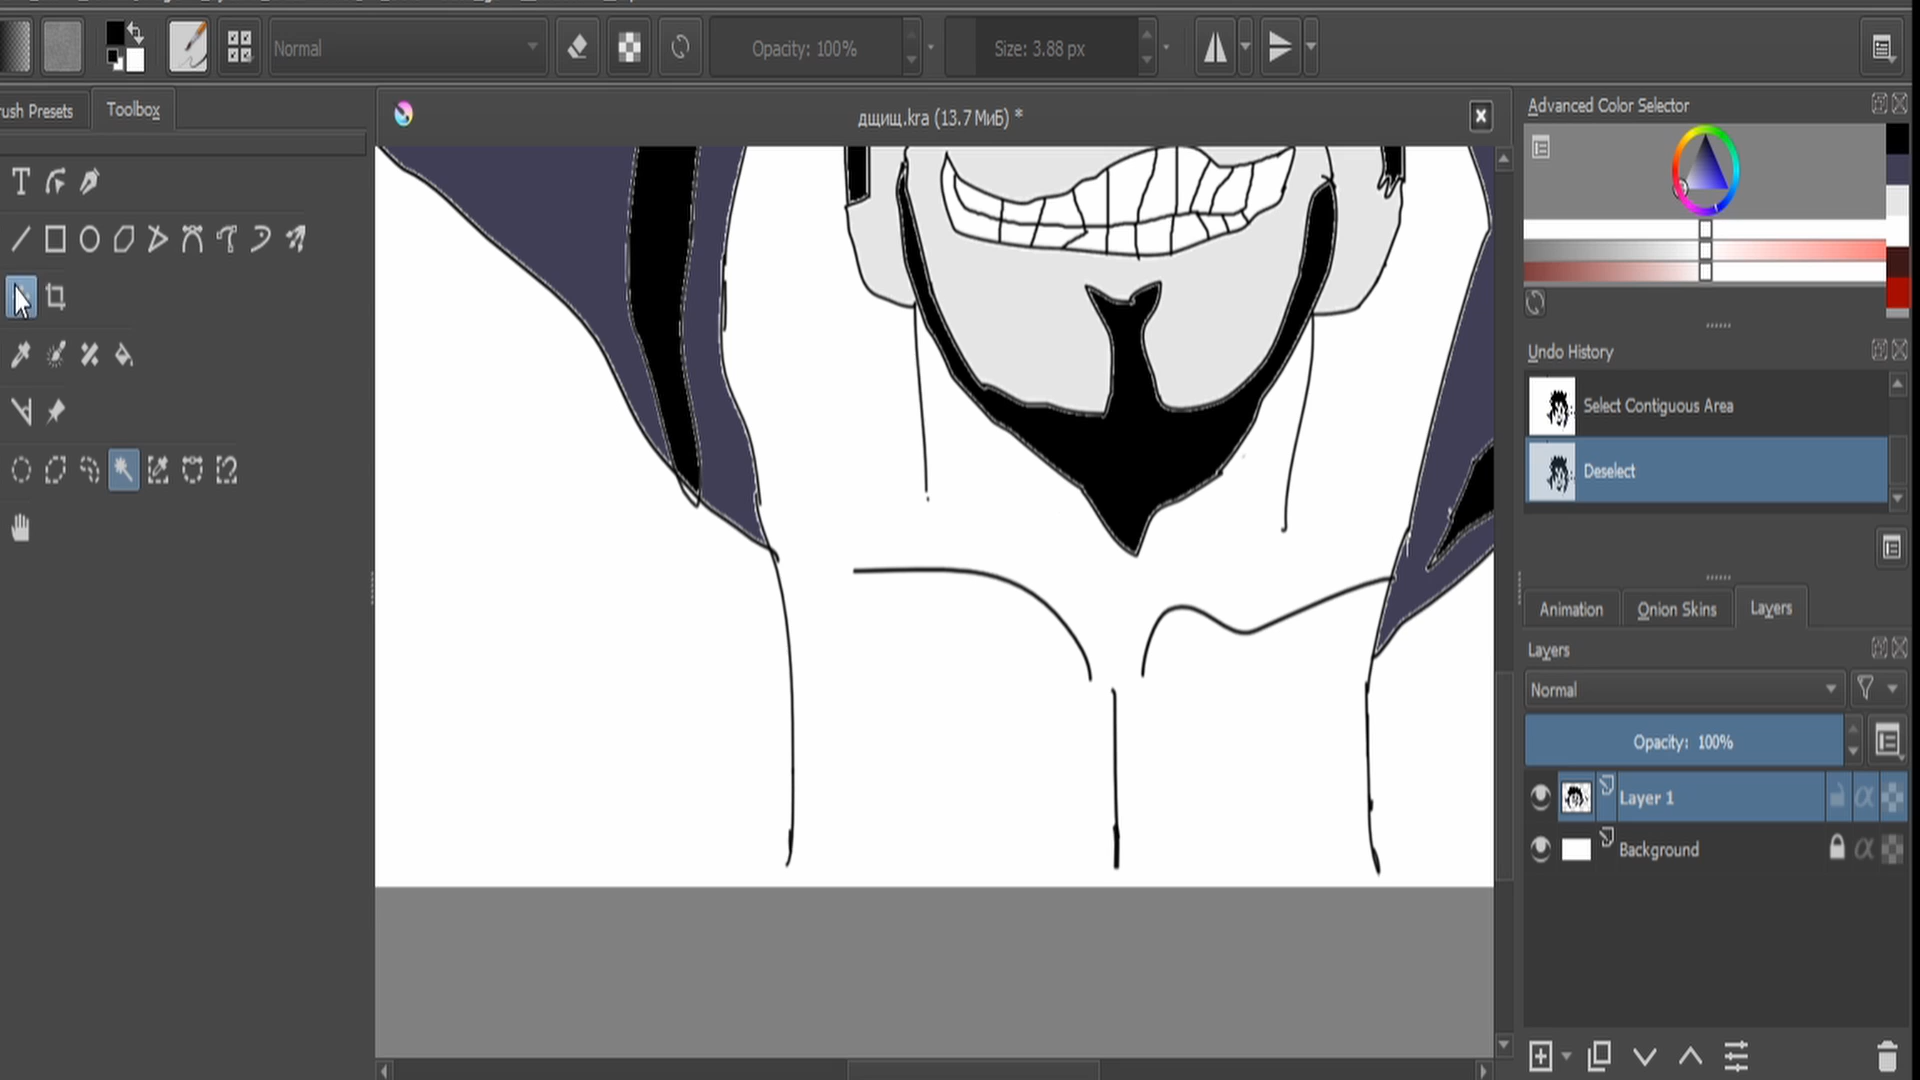 Normal
Opacity: 100%
Size: 3.88 px
rush Presets
Toolbox
дщищ.kra (13.7 МиБ) *
Advanced Color Selector
Undo History
Select Contiguous Area
Deselect
Animation
Onion Skins
Layers
Layers
Normal
Opacity: 100%
Layer 1
Background